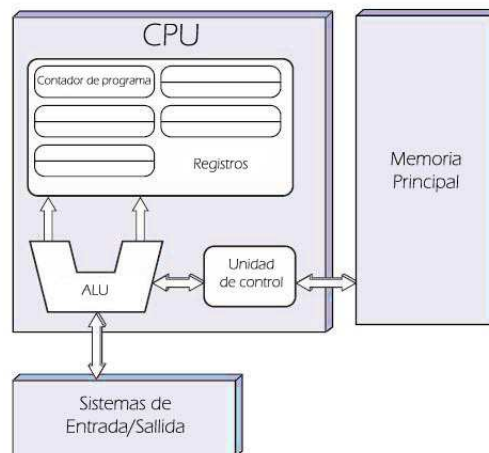 CPU
Contador de programa
Registros
Memoria
Principal
ALU
Unidad
de control
Sistemas de
Entrada/Sallida